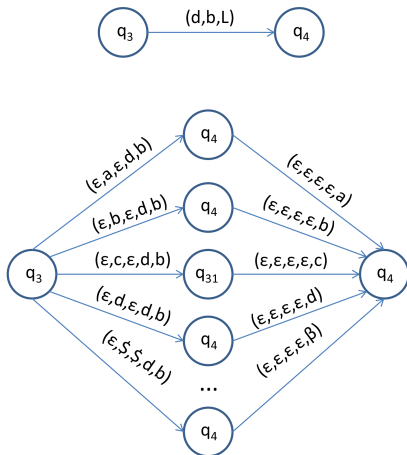 (d,b,L)
q3 q4
q4
(ε,a,ε,d,b) (ε,ε,ε,ε,a)
q4
(ε,b,ε,d,b) (ε,ε,ε,ε,b)
q3 (ε,c,ε,d,b) q31 (ε,ε,ε,ε,c) q4
(ε,d,ε,d,b) (ε,ε,ε,ε,d)
q4
(ε,$,$,d,b) (ε,ε,ε,ε,β)
...
q4